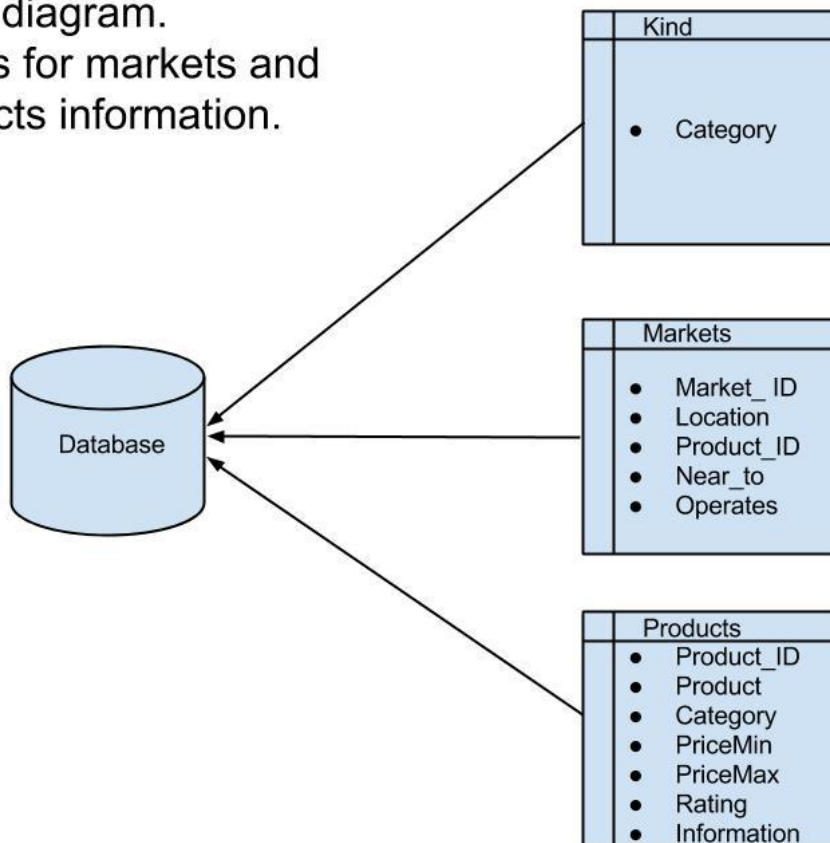 diagram.
s for markets and
cts information.
Kind
● Category
Database
Markets
● Market_ ID
● Location
● Product_ID
● Near_to
● Operates
Products
● Product_ID
● Product
● Category
● PriceMin
● PriceMax
● Rating
● Information